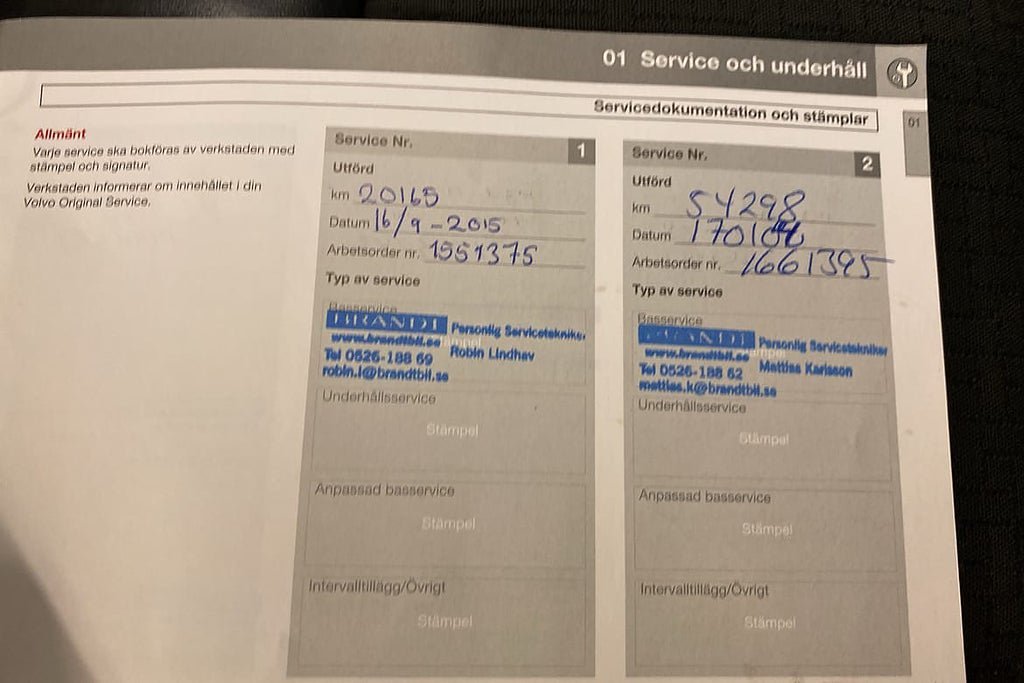 01 Service och underhåll
Servicedokumentation och stämplar
01
Allmänt
Varje service ska bokföras av verkstaden med
stämpel och signatur.
Verkstaden informerar om innehållet i din
Volvo Original Service.
Service Nr. 1
Utförd
km 20165
Datum 16/9-2015
Arbetsorder nr. 1551375
Typ av service
Basservice
BRANDT
www.brandtbil.se
Tel 0526-188 69
robin.l@brandtbil.se
Personlig Servicetekniker
Robin Lindhav
Underhållsservice
Stämpel
Anpassad basservice
Stämpel
Intervalltillägg/Övrigt
Stämpel
Service Nr. 2
Utförd
km 54298
Datum
Arbetsorder nr. 1661395
Typ av service
Basservice
BRANDT
www.brandtbil.se
Tel 0526-188 62
mattias.k@brandtbil.se
Personlig Servicetekniker
Mattias Karlsson
Underhållsservice
Stämpel
Anpassad basservice
Stämpel
Intervalltillägg/Övrigt
Stämpel